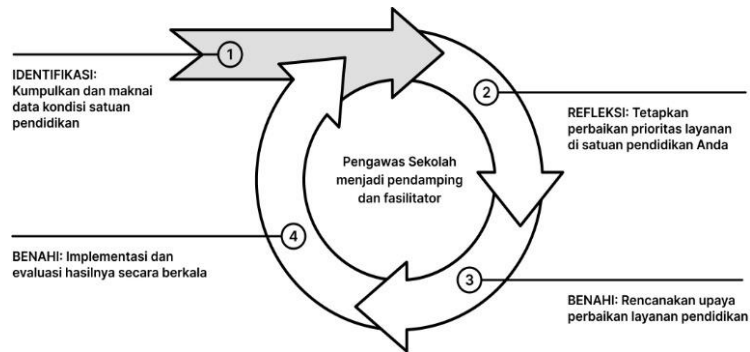 1
IDENTIFIKASI:
Kumpulkan dan maknai
data kondisi satuan
pendidikan
2
REFLEKSI: Tetapkan
perbaikan prioritas layanan
di satuan pendidikan Anda
Pengawas Sekolah
menjadi pendamping
dan fasilitator
3
BENAHI: Rencanakan upaya
perbaikan layanan pendidikan
4
BENAHI: Implementasi dan
evaluasi hasilnya secara berkala